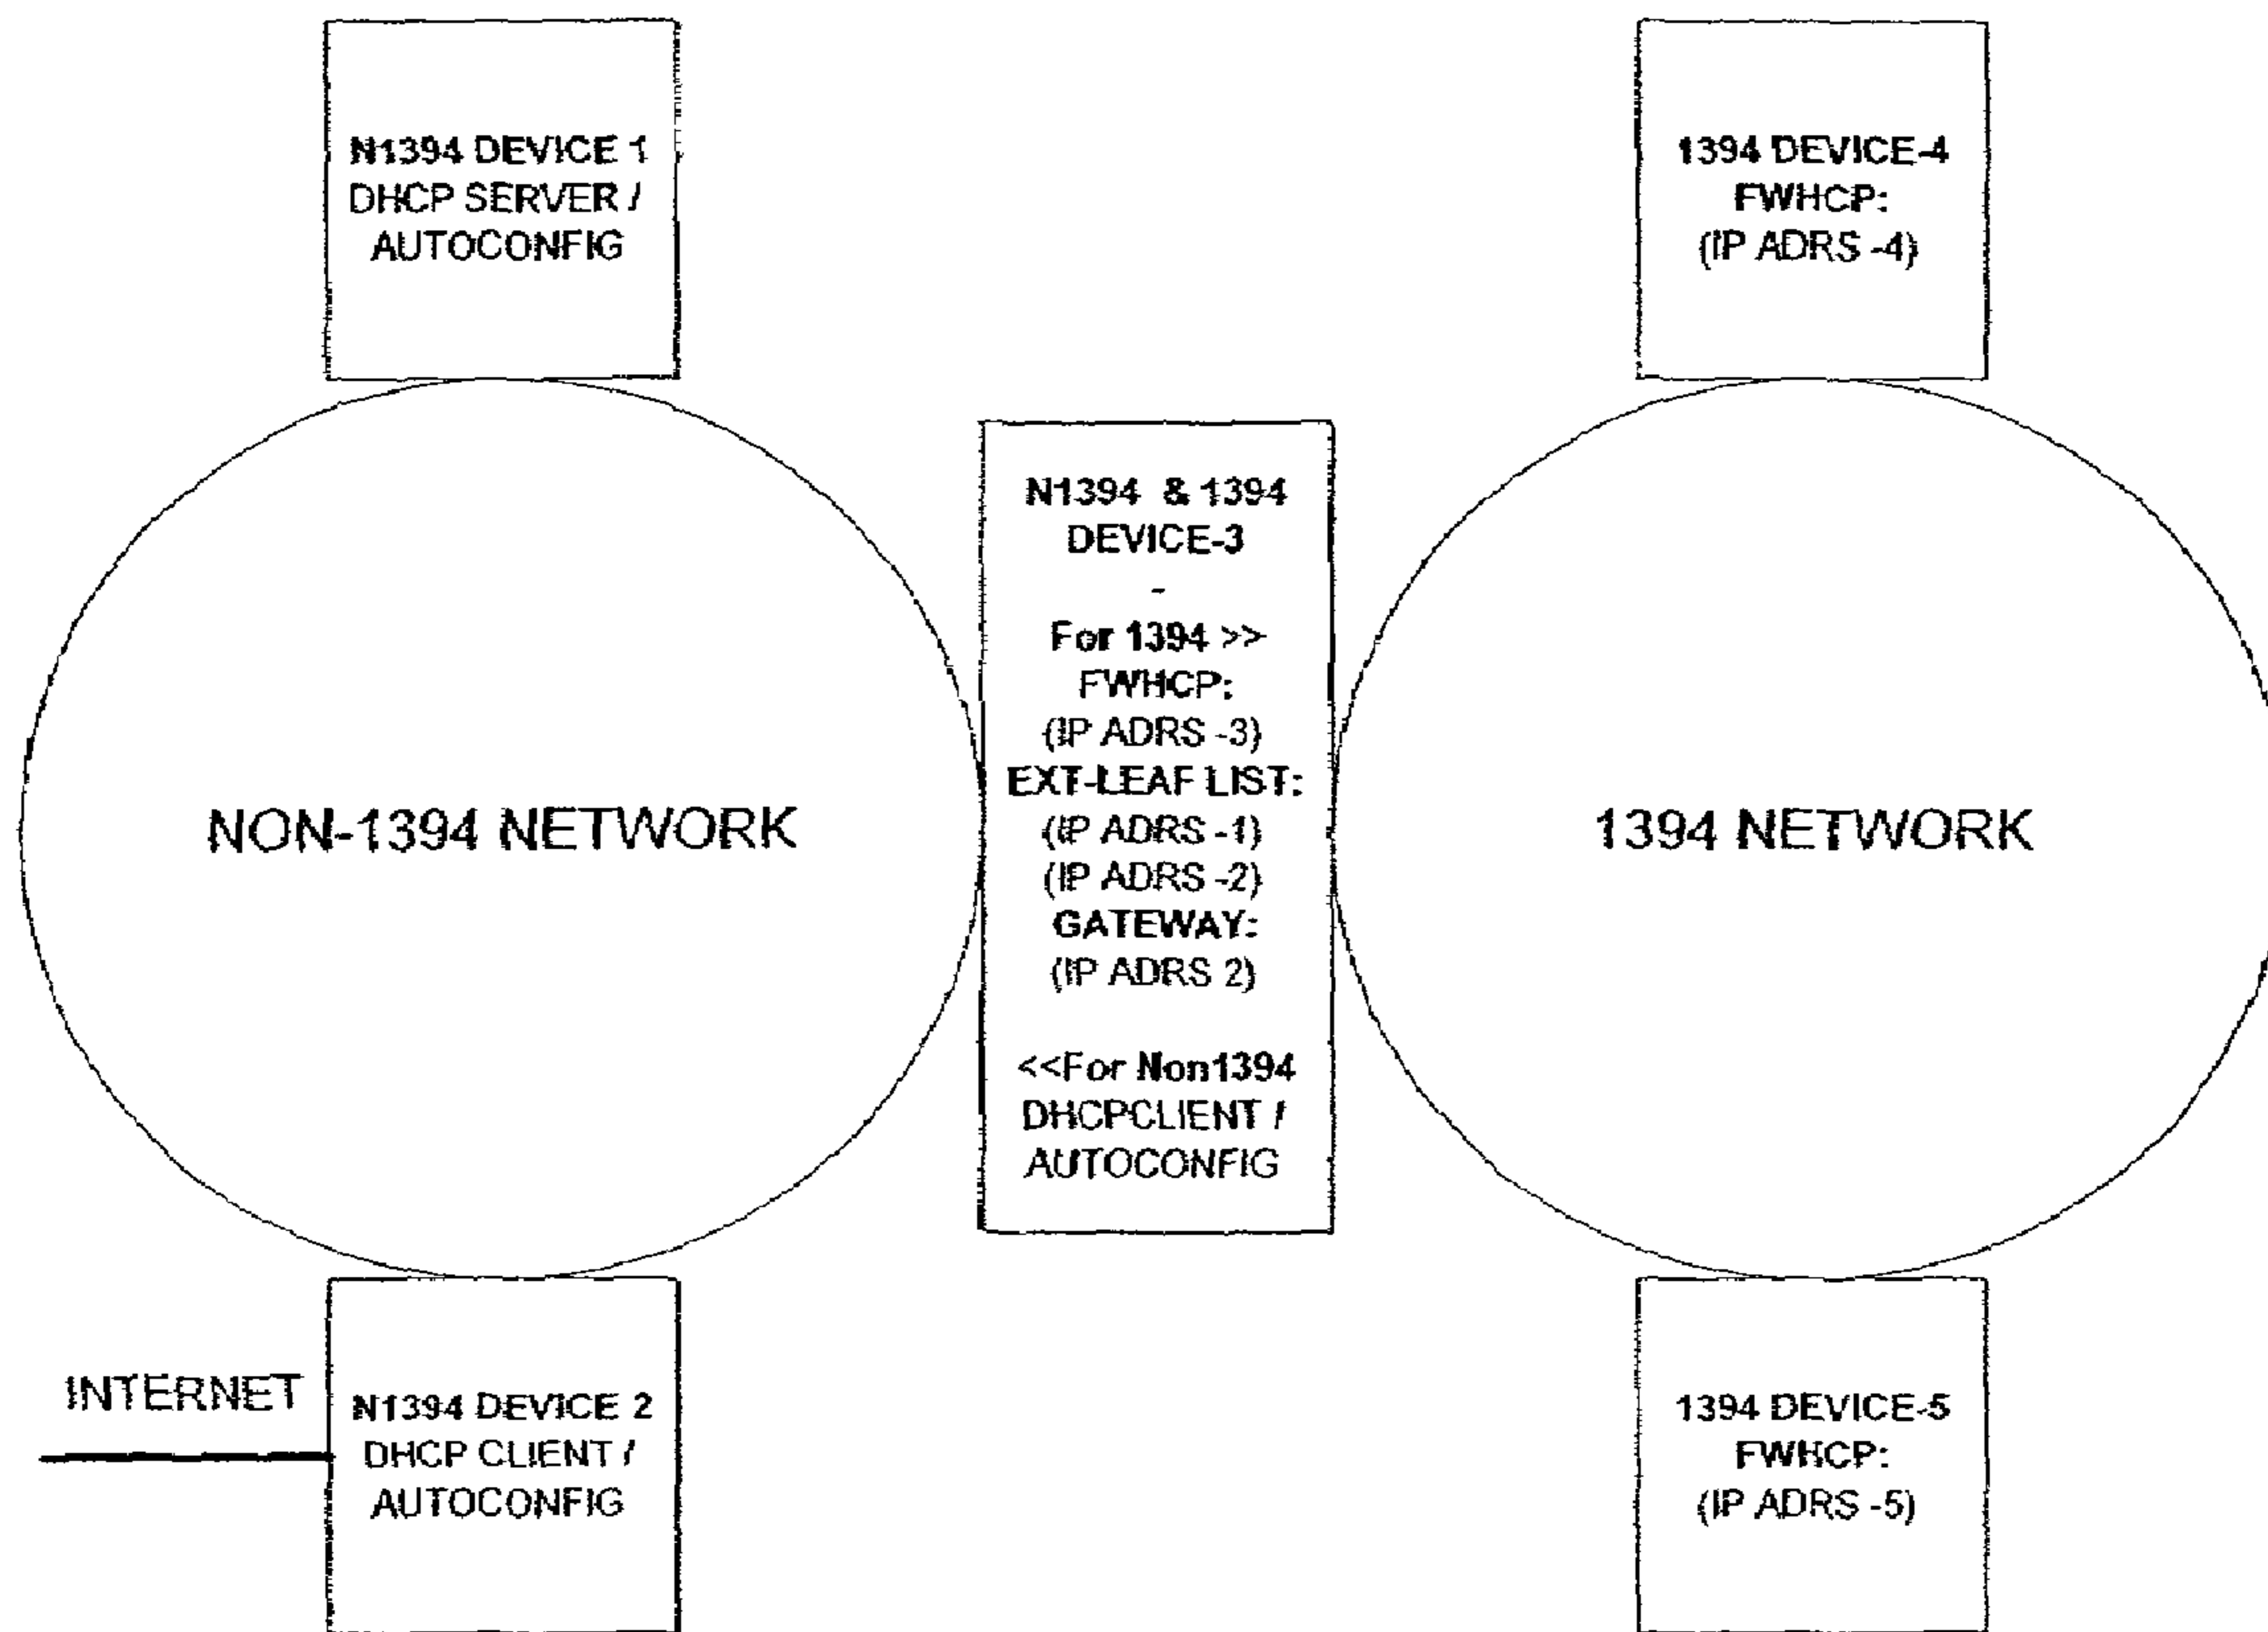 N1394 DEVICE 1
DHCP SERVER /
AUTOCONFIG
1394 DEVICE-4
FWHCP:
(IP ADRS -4)
N1394 & 1394
DEVICE-3
-
For 1394 >>
FWHCP:
(IP ADRS -3)
EXT-LEAF LIST:
(IP ADRS -1)
(IP ADRS -2)
GATEWAY:
(IP ADRS 2)
<<For Non1394
DHCPCLIENT /
AUTOCONFIG
NON-1394 NETWORK
1394 NETWORK
INTERNET
N1394 DEVICE 2
DHCP CLIENT /
AUTOCONFIG
1394 DEVICE-5
FWHCP:
(IP ADRS -5)